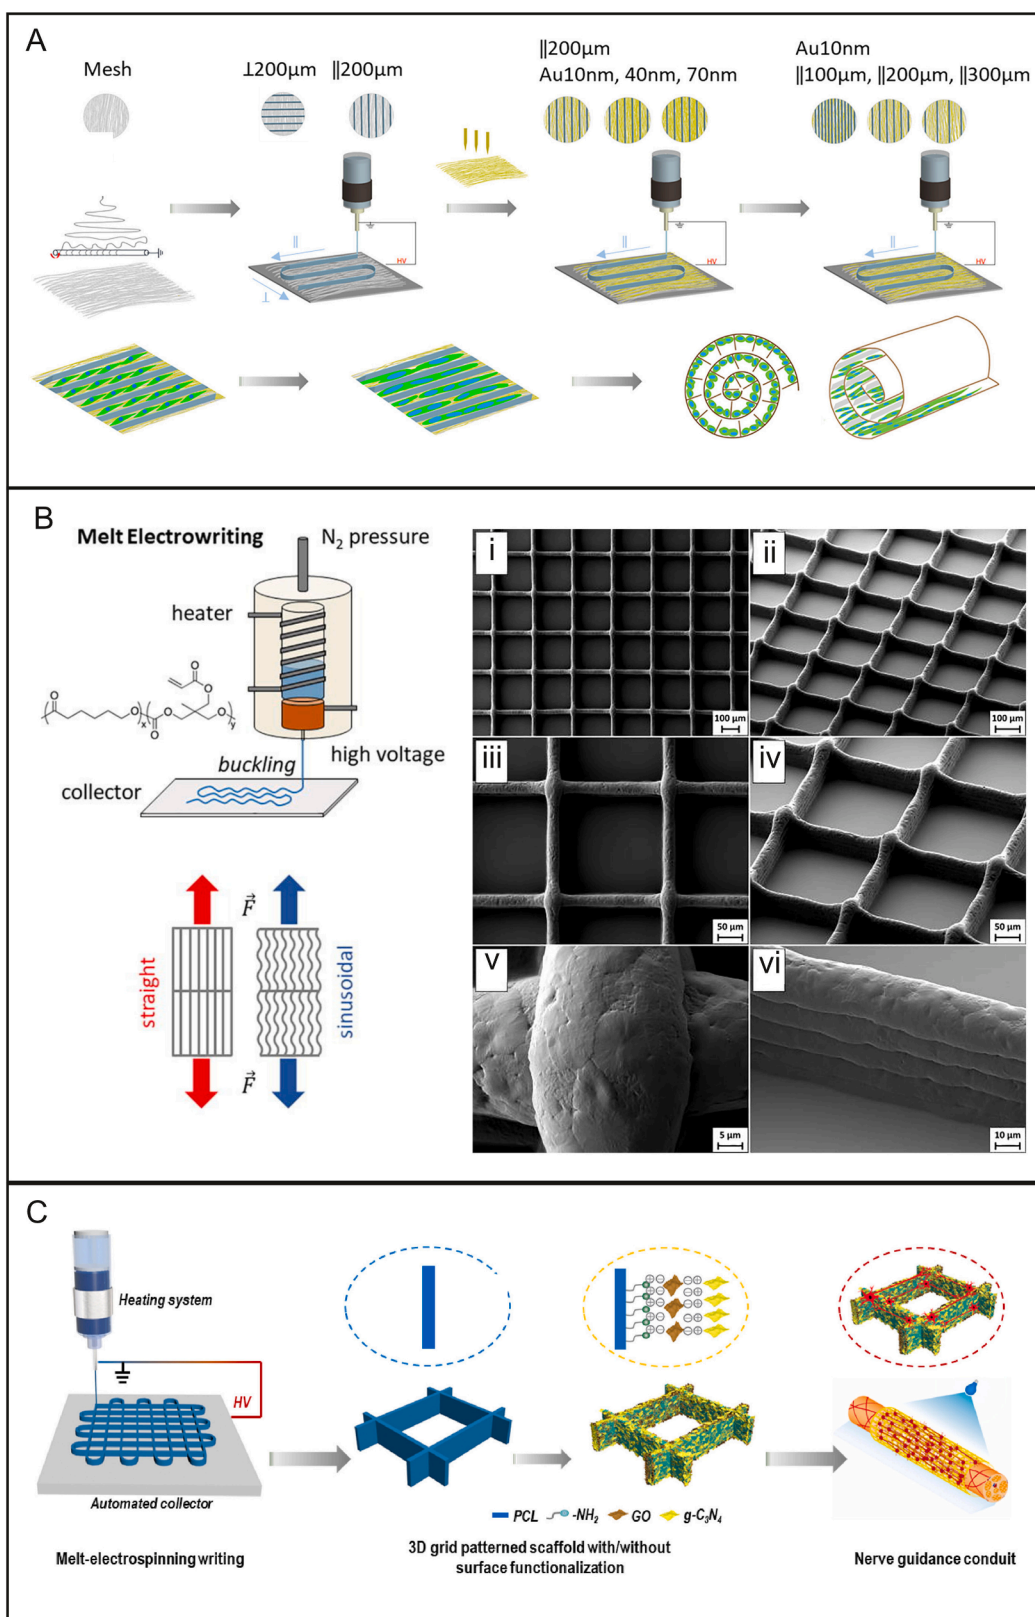 A
Mesh
⊥200μm
∥200μm
∥200μm
Au10nm, 40nm, 70nm
Au10nm
∥100μm, ∥200μm, ∥300μm
∥
⊥
HV
∥
HV
∥
HV
B
Melt Electrowriting
N₂ pressure
heater
O
O
O
O
O
O
O
x
y
high voltage
buckling
collector
F
straight
sinusoidal
F
i
100 μm
ii
100 μm
iii
50 μm
iv
50 μm
v
5 μm
vi
10 μm
C
Heating system
HV
Automated collector
PCL
-NH₂
GO
g-C₃N₄
Melt-electrospinning writing
3D grid patterned scaffold with/without
surface functionalization
Nerve guidance conduit